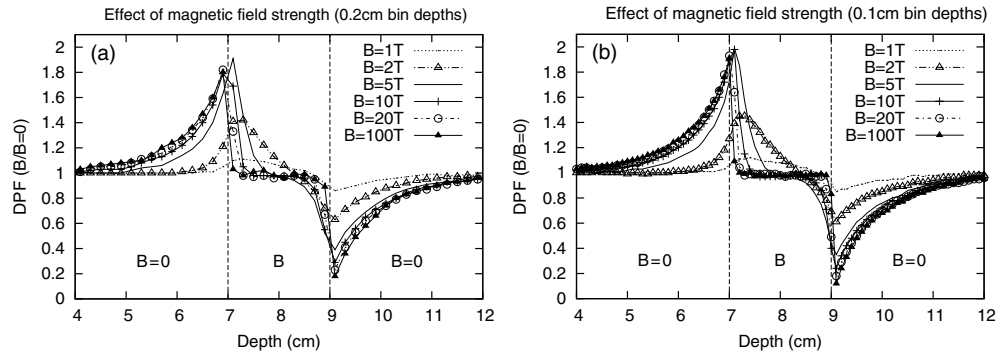 Effect of magnetic field strength (0.2cm bin depths)
(a)
B=1T
B=2T
B=5T
B=10T
B=20T
B=100T
DPF (B/B=0)
2
1.8
1.6
1.4
1.2
1
0.8
0.6
0.4
0.2
0
B=0
B
B=0
4 5 6 7 8 9 10 11 12
Depth (cm)
Effect of magnetic field strength (0.1cm bin depths)
(b)
B=1T
B=2T
B=5T
B=10T
B=20T
B=100T
DPF (B/B=0)
2
1.8
1.6
1.4
1.2
1
0.8
0.6
0.4
0.2
0
B=0
B
B=0
4 5 6 7 8 9 10 11 12
Depth (cm)